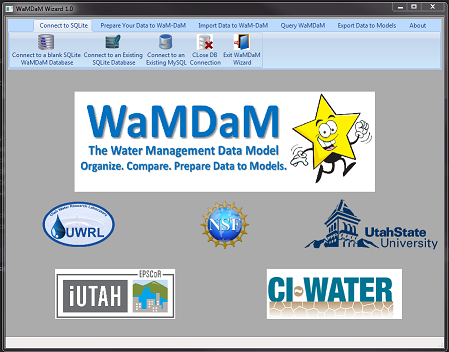 WaMDaM Wizard 1.0
Connect to SQLite Prepare Your Data to WaM-DaM Import Data to WaM-DaM Query WaMDaM Export Data to Models About
Connect to a blank SQLite Connect to an Existing Connect to an CLose DB Exit WaMDaM
WaMDaM Database SQLite Database Existing MySQL Connection Wizard
WaMDaM
The Water Management Data Model
Organize. Compare. Prepare Data to Models.
Utah Water Research Laboratory
UWRL
NSF
UtahState
University
EPSCoR
iUTAH
CI-WATER